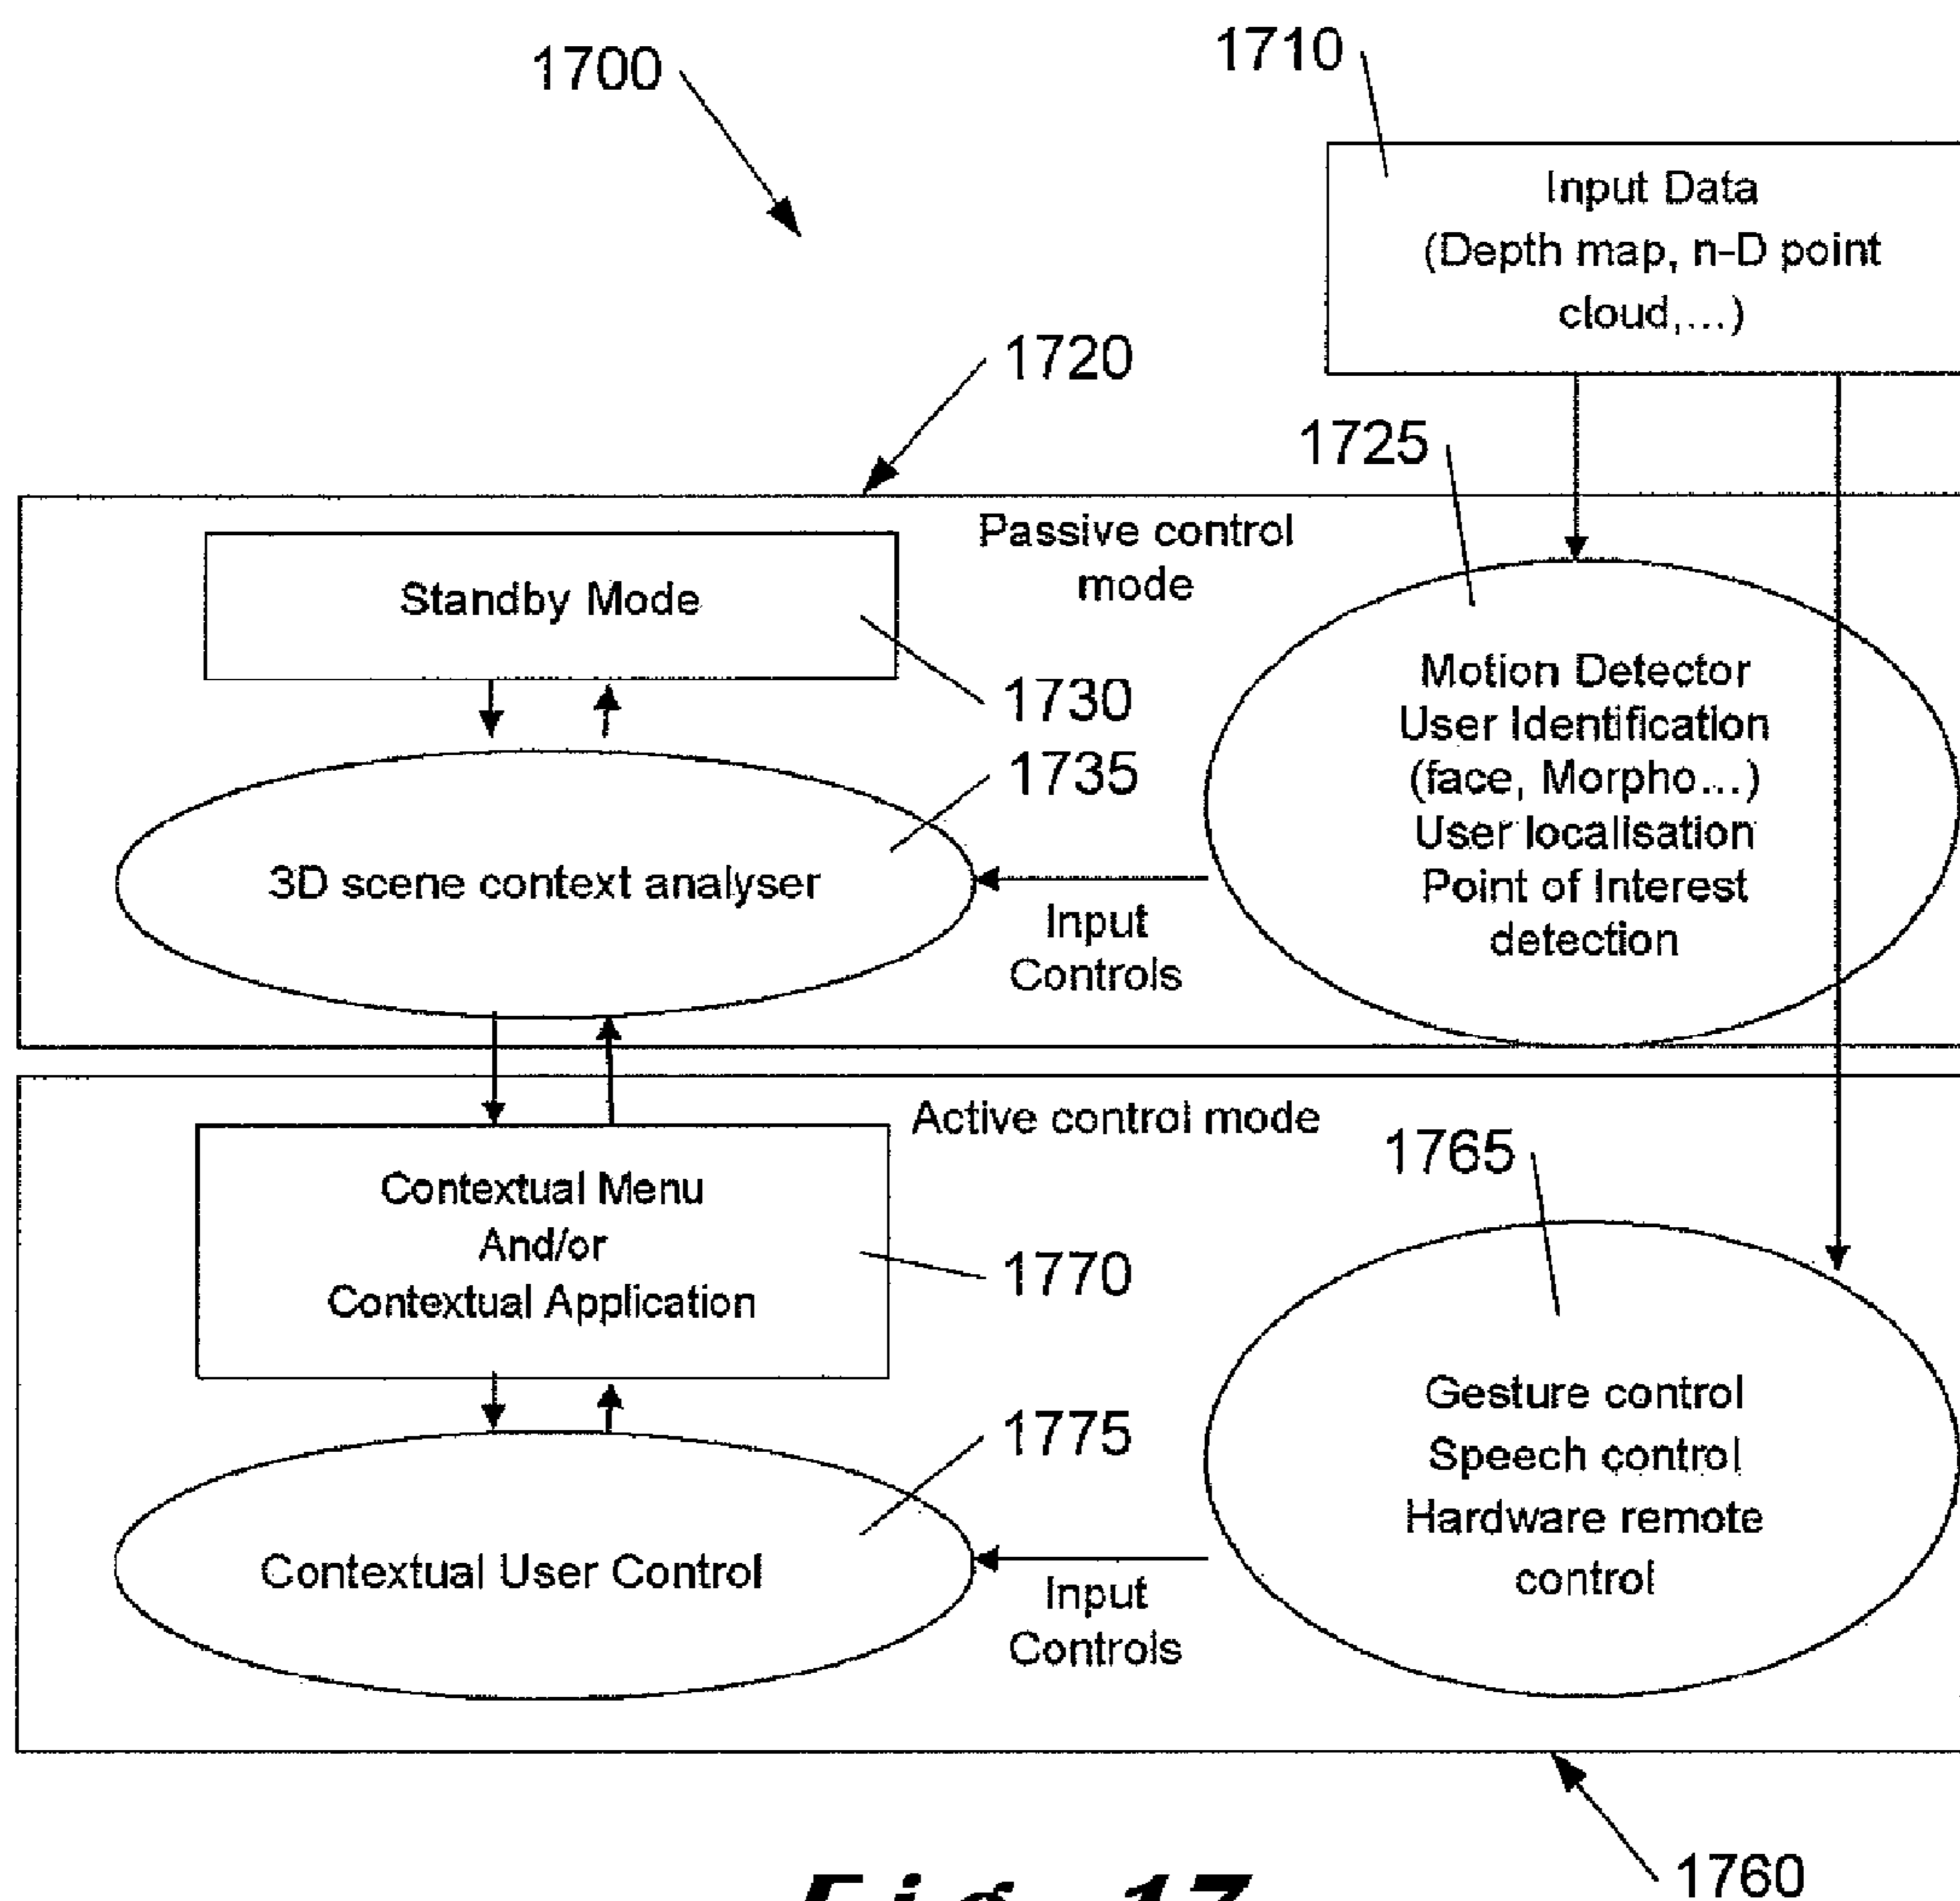 1700
1710
Input Data
(Depth map, n-D point
cloud,...)
1720
1725
Passive control
mode
Standby Mode
1730
Motion Detector
User Identification
(face, Morpho...)
User localisation
Point of Interest
detection
1735
3D scene context analyser
Input
Controls
Active control mode
1765
Contextual Menu
And/or
Contextual Application
1770
Gesture control
Speech control
Hardware remote
control
1775
Contextual User Control
Input
Controls
1760
Fig. 17